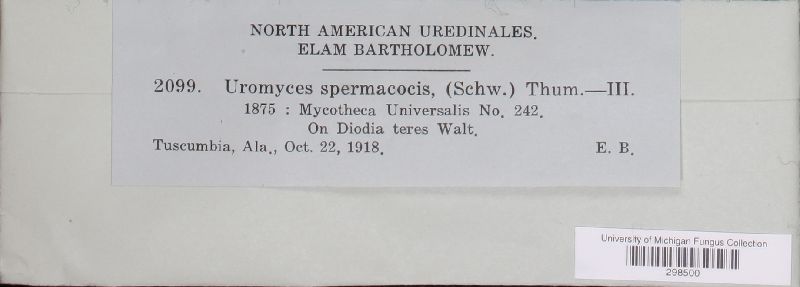 NORTH AMERICAN UREDINALES.
ELAM BARTHOLOMEW.
2099. Uromyces spermacocis, (Schw.) Thum.—III.
1875 : Mycotheca Universalis No. 242.
On Diodia teres Walt.
Tuscumbia, Ala., Oct. 22, 1918. E. B.
University of Michigan Fungus Collection
298500